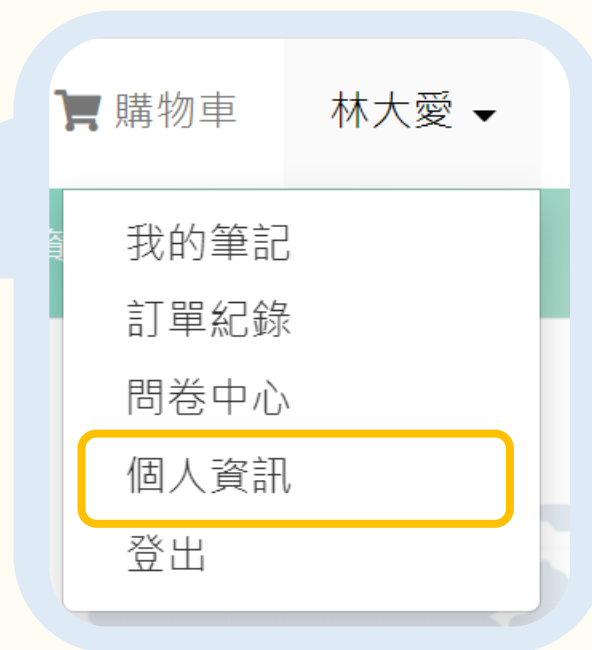 購物車 林大愛
我的筆記
訂單紀錄
問卷中心
個人資訊
登出